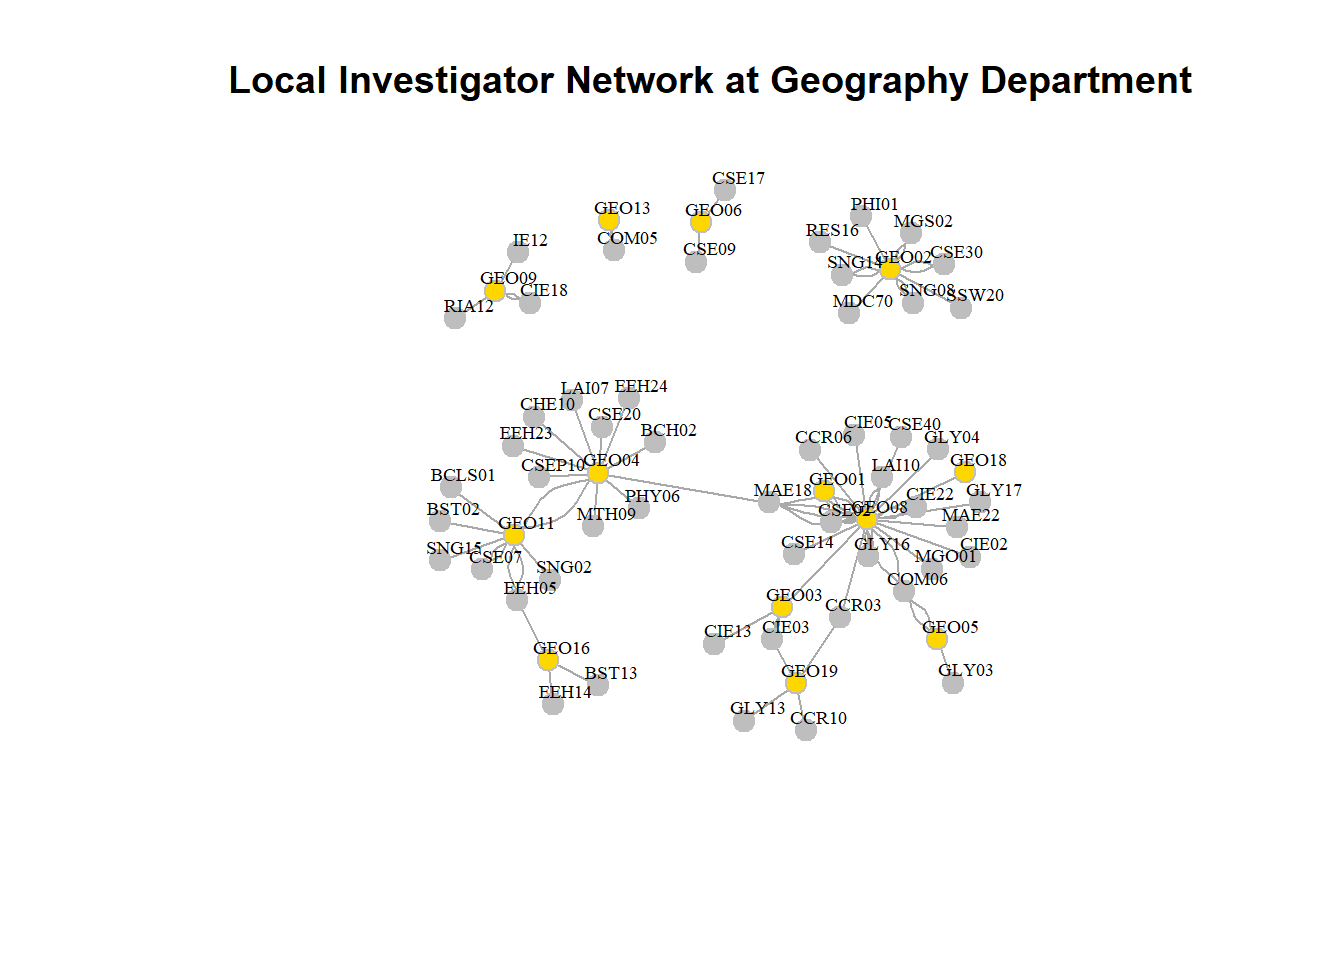 Local Investigator Network at Geography Department
CSE17
PHI01
GEO13
GEO06
MGS02
RES16
IE12
COM05
CSE09
CSE30
GEO02
SNG14
GEO09
CIE18
SNG08
SSW20
RIA12
MDC70
LAI07
EEH24
CHE10
CSE20
CIE05
CSE40
EEH23
BCH02
CCR06
GLY04
GEO04
GEO18
CSEP10
LAI10
BCLS01
GEO01
MAE18
PHY06
CIE22
GLY17
BST02
GEO11
MTH09
CSE02
GEO08
MAE22
SNG15
CSE07
CSE14
GLY16
CIE02
SNG02
MGO01
EEH05
COM06
GEO03
CCR03
CIE13
CIE03
GEO05
GEO16
BST13
GEO19
GLY03
EEH14
GLY13
CCR10